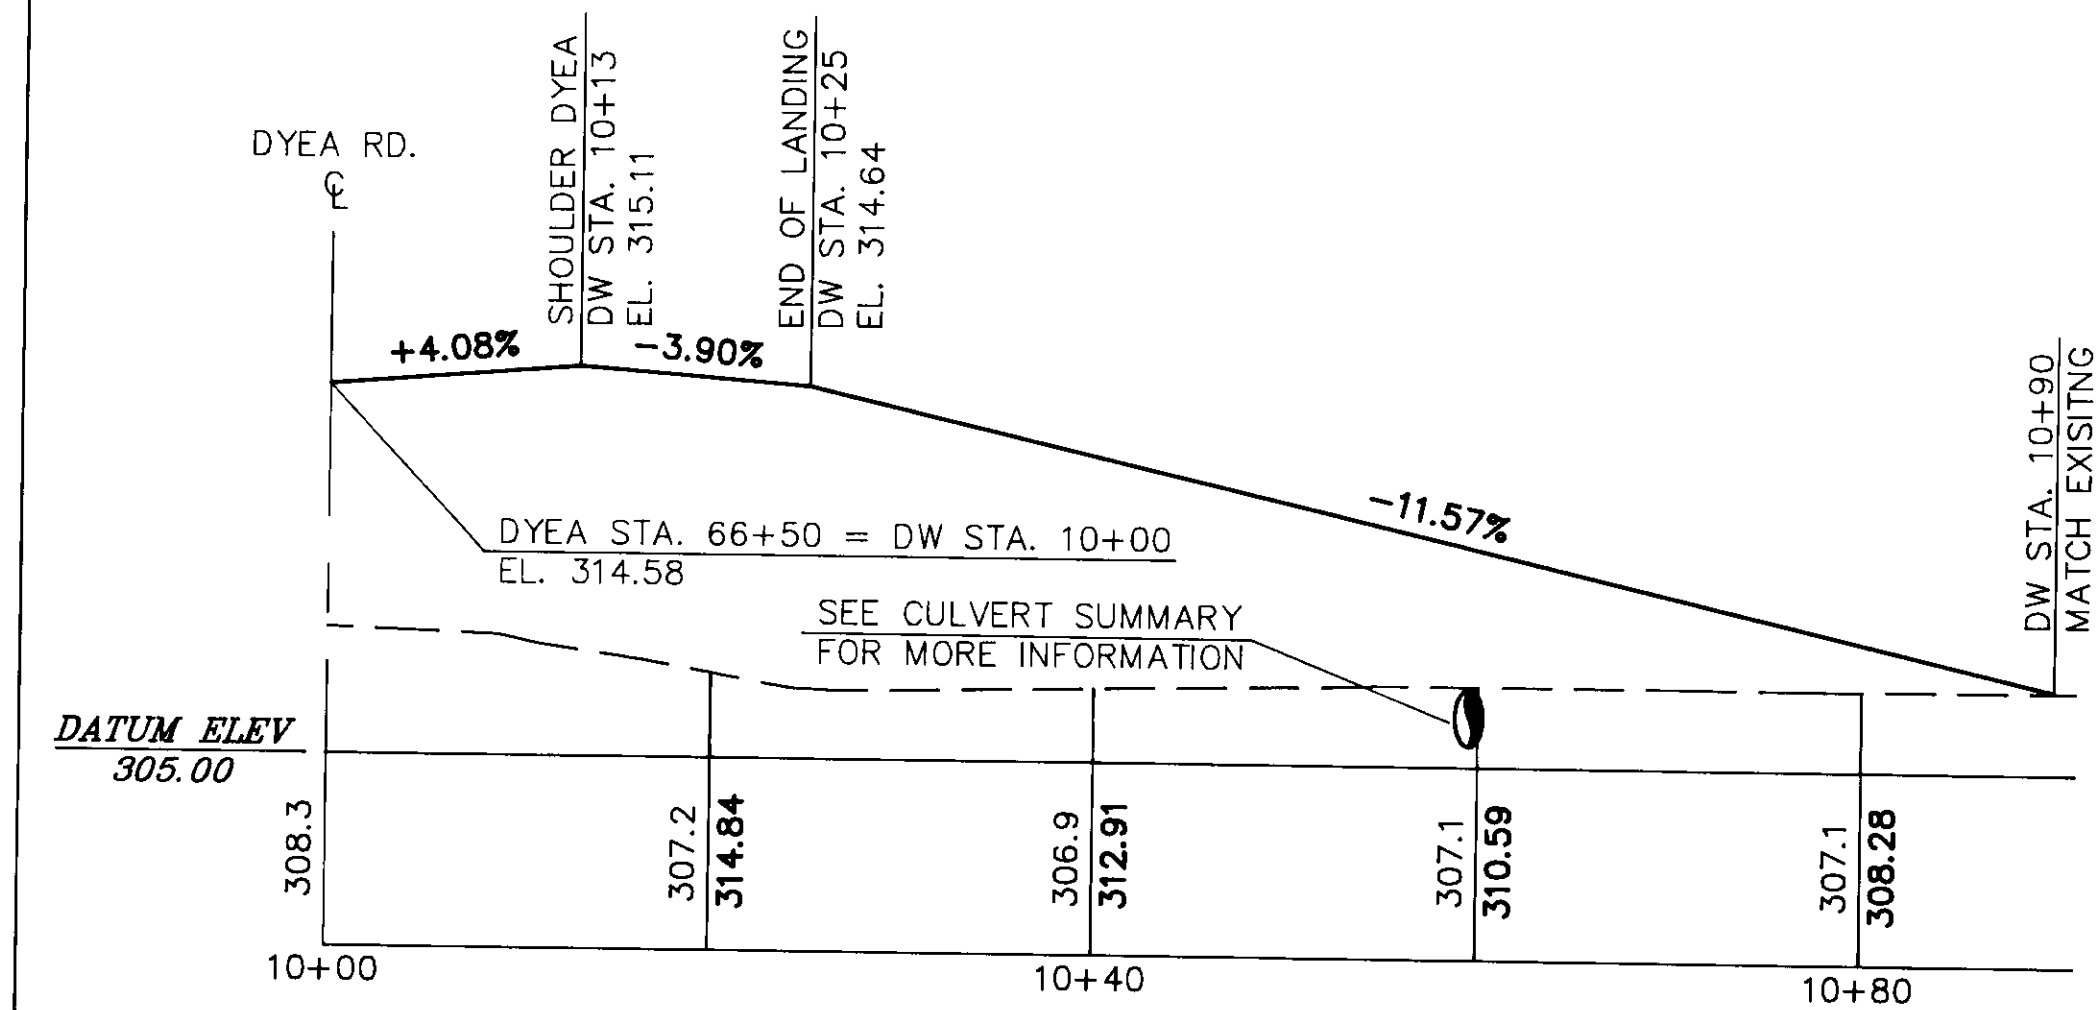 DYEA RD.
℄
SHOULDER DYEA
DW STA. 10+13
EL. 315.11
END OF LANDING
DW STA. 10+25
EL. 314.64
+4.08%
-3.90%
-11.57%
DW STA. 10+90
MATCH EXISITNG
DYEA STA. 66+50 = DW STA. 10+00
EL. 314.58
SEE CULVERT SUMMARY
FOR MORE INFORMATION
DATUM ELEV
305.00
308.3
307.2
314.84
306.9
312.91
307.1
310.59
307.1
308.28
10+00
10+40
10+80